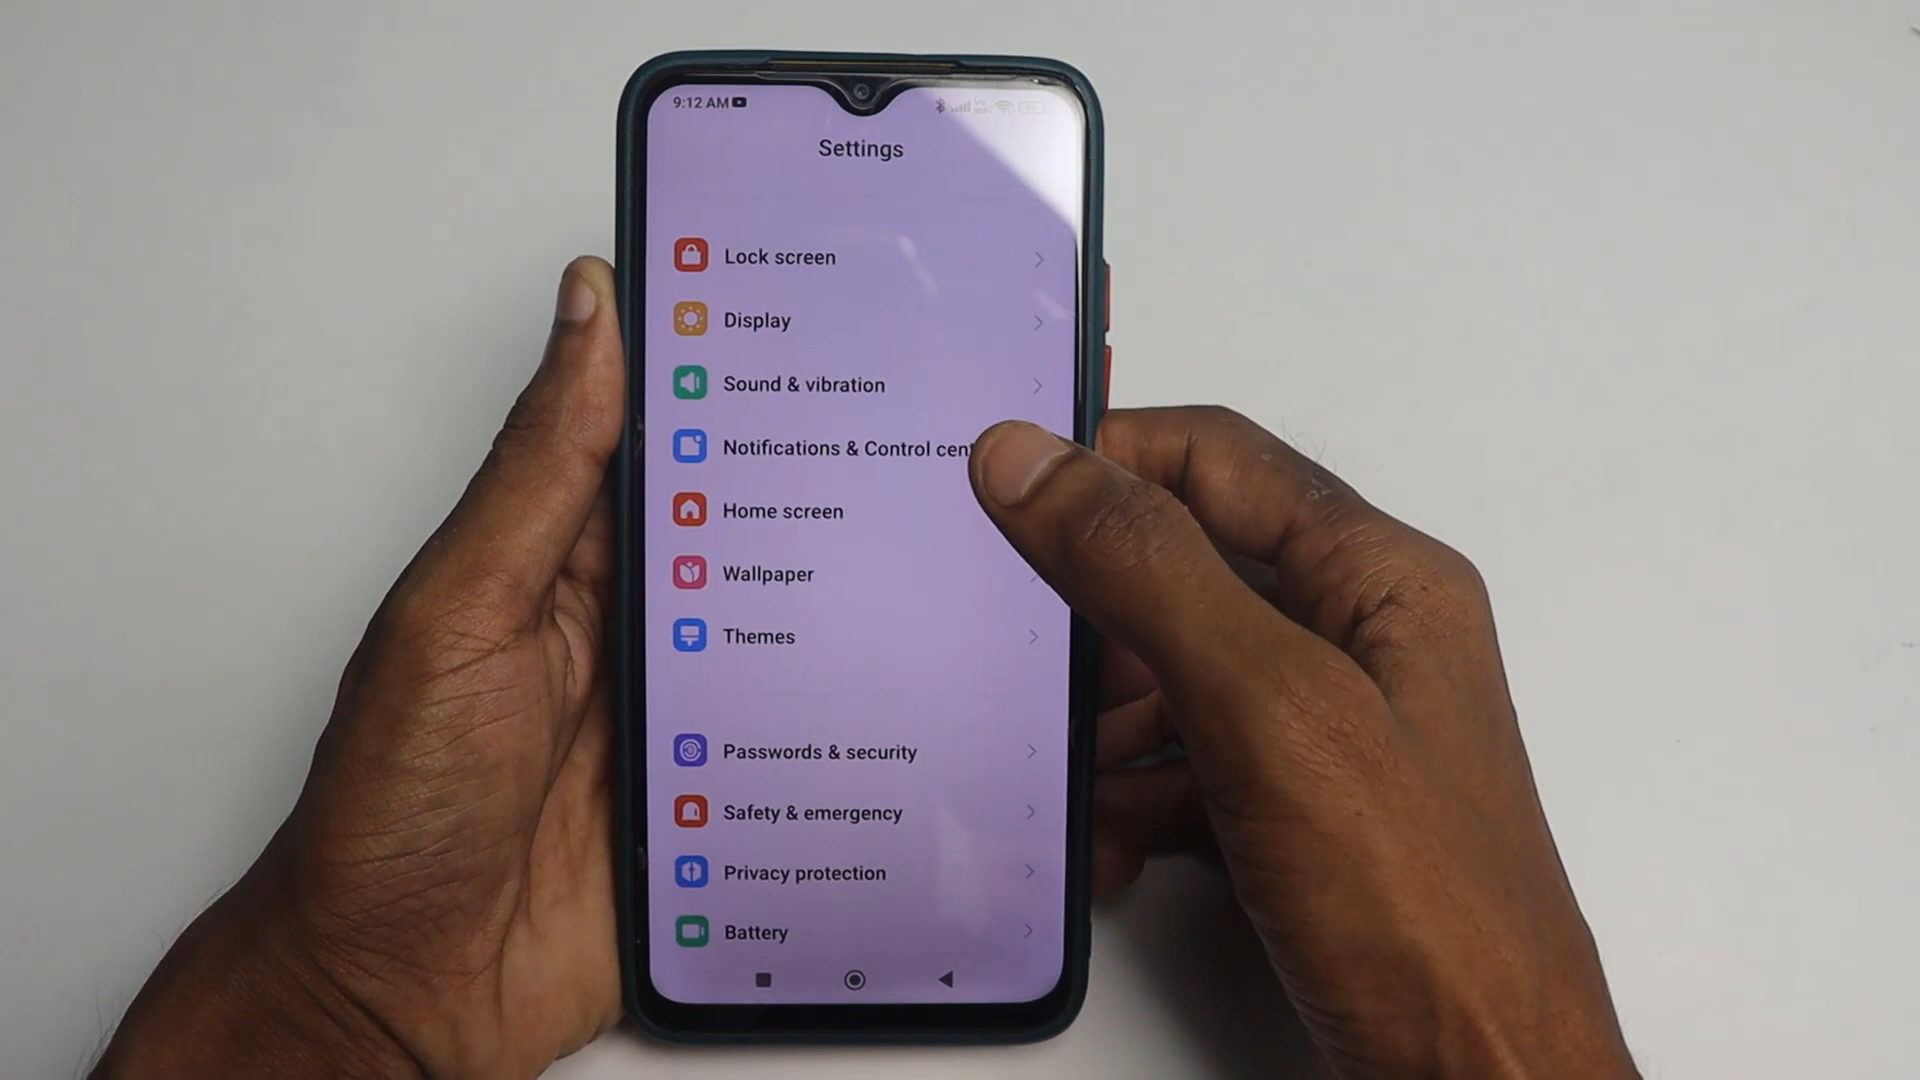 9:12 AM
Settings
Lock screen
Display
Sound & vibration
Notifications & Control cent
Home screen
Wallpaper
Themes
Passwords & security
Safety & emergency
Privacy protection
Battery